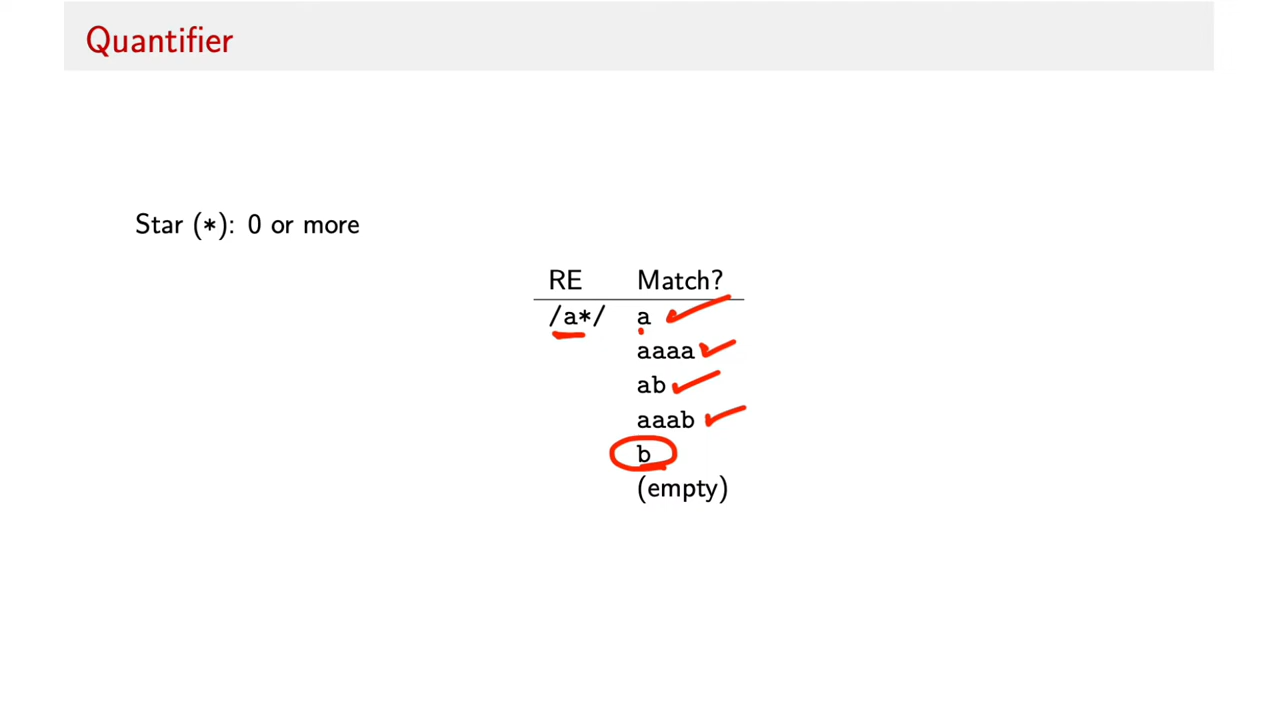 Quantifier
Star (*): 0 or more
RE Match?
/a*/ a
aaaa
ab
aaab
b
(empty)